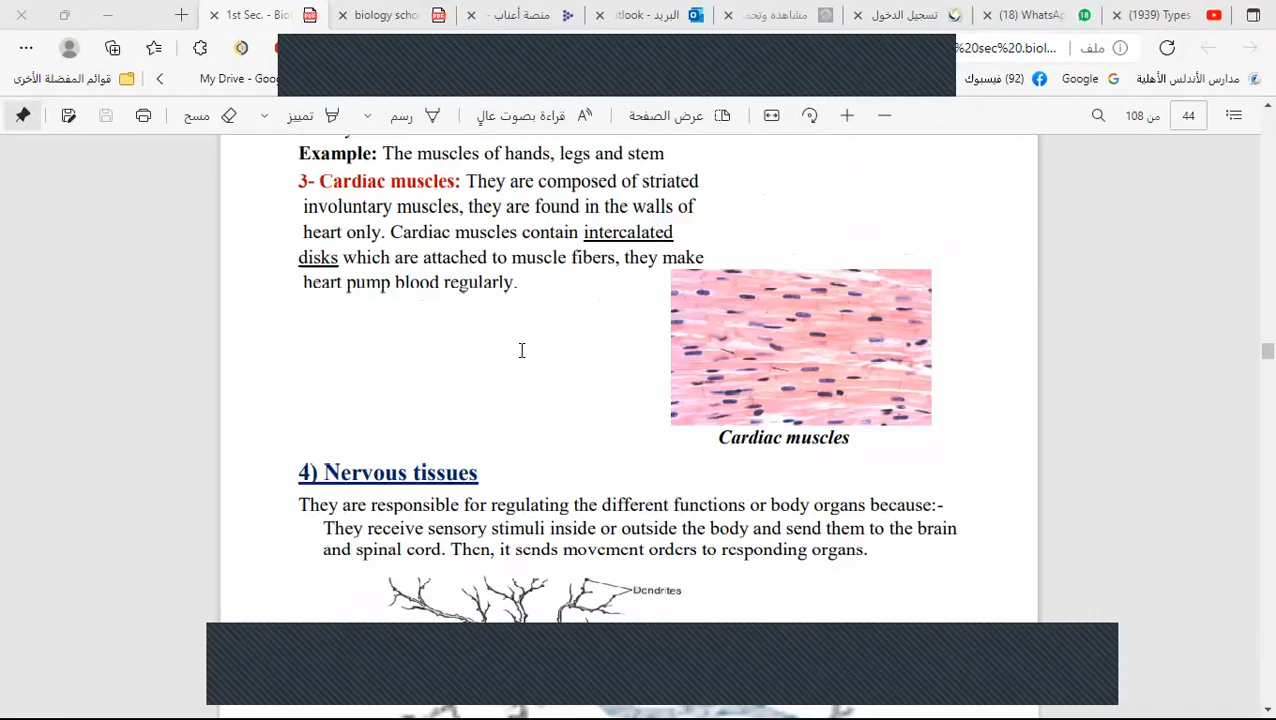 1st Sec. - Biol
biology scho
منصة أعناب -
البريد - Outlook
مشاهدة وتحم
تسجيل الدخول
(18) WhatsAp
(1939) Types
%20sec%20.biol...
ملف
قوائم المفضلة الأخرى
My Drive - Goog
(92) فيسبوك
Google
مدارس الأندلس الأهلية
مسح
تمييز
رسم
قراءة بصوت عالٍ
عرض الصفحة
من 108
44
Example: The muscles of hands, legs and stem
3- Cardiac muscles: They are composed of striated
involuntary muscles, they are found in the walls of
heart only. Cardiac muscles contain intercalated
disks which are attached to muscle fibers, they make
heart pump blood regularly.
Cardiac muscles
4) Nervous tissues
They are responsible for regulating the different functions or body organs because:-
They receive sensory stimuli inside or outside the body and send them to the brain
and spinal cord. Then, it sends movement orders to responding organs.
Dendrites